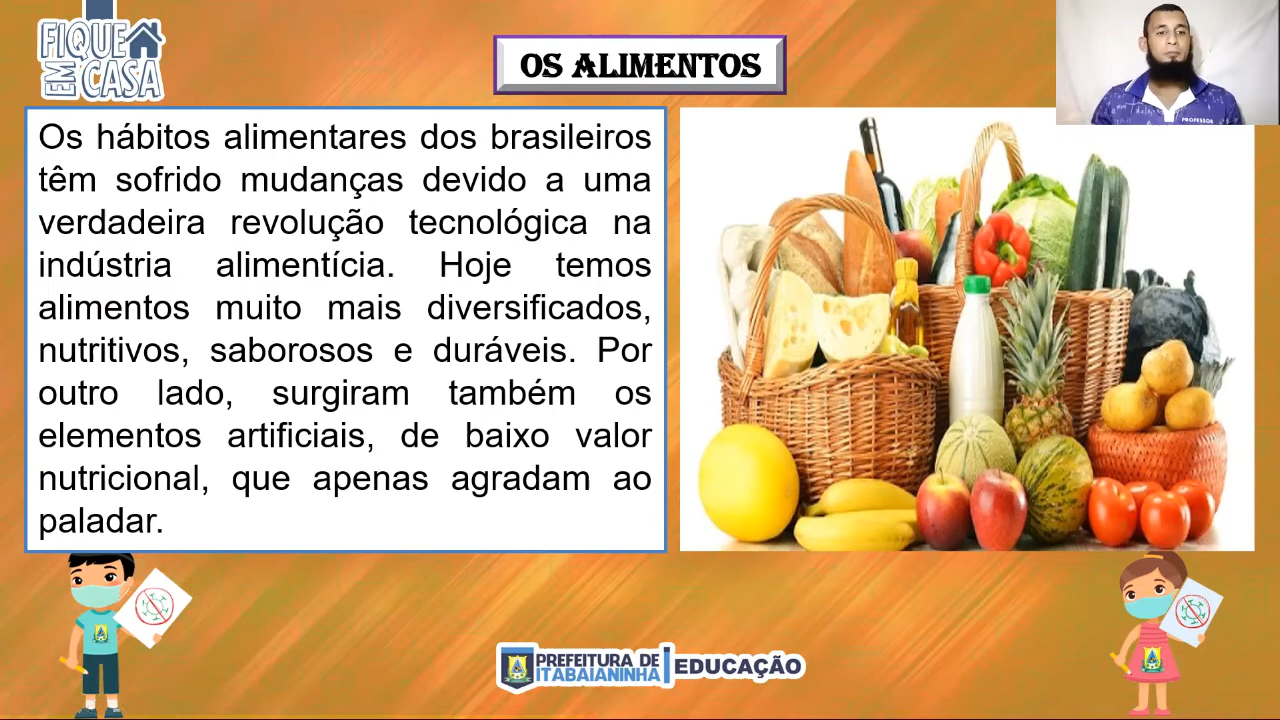 FIQUE
EM CASA
OS ALIMENTOS
PROFESSOR
Os hábitos alimentares dos brasileiros
têm sofrido mudanças devido a uma
verdadeira revolução tecnológica na
indústria alimentícia. Hoje temos
alimentos muito mais diversificados,
nutritivos, saborosos e duráveis. Por
outro lado, surgiram também os
elementos artificiais, de baixo valor
nutricional, que apenas agradam ao
paladar.
PREFEITURA DE
ITABAIANINHA
EDUCAÇÃO